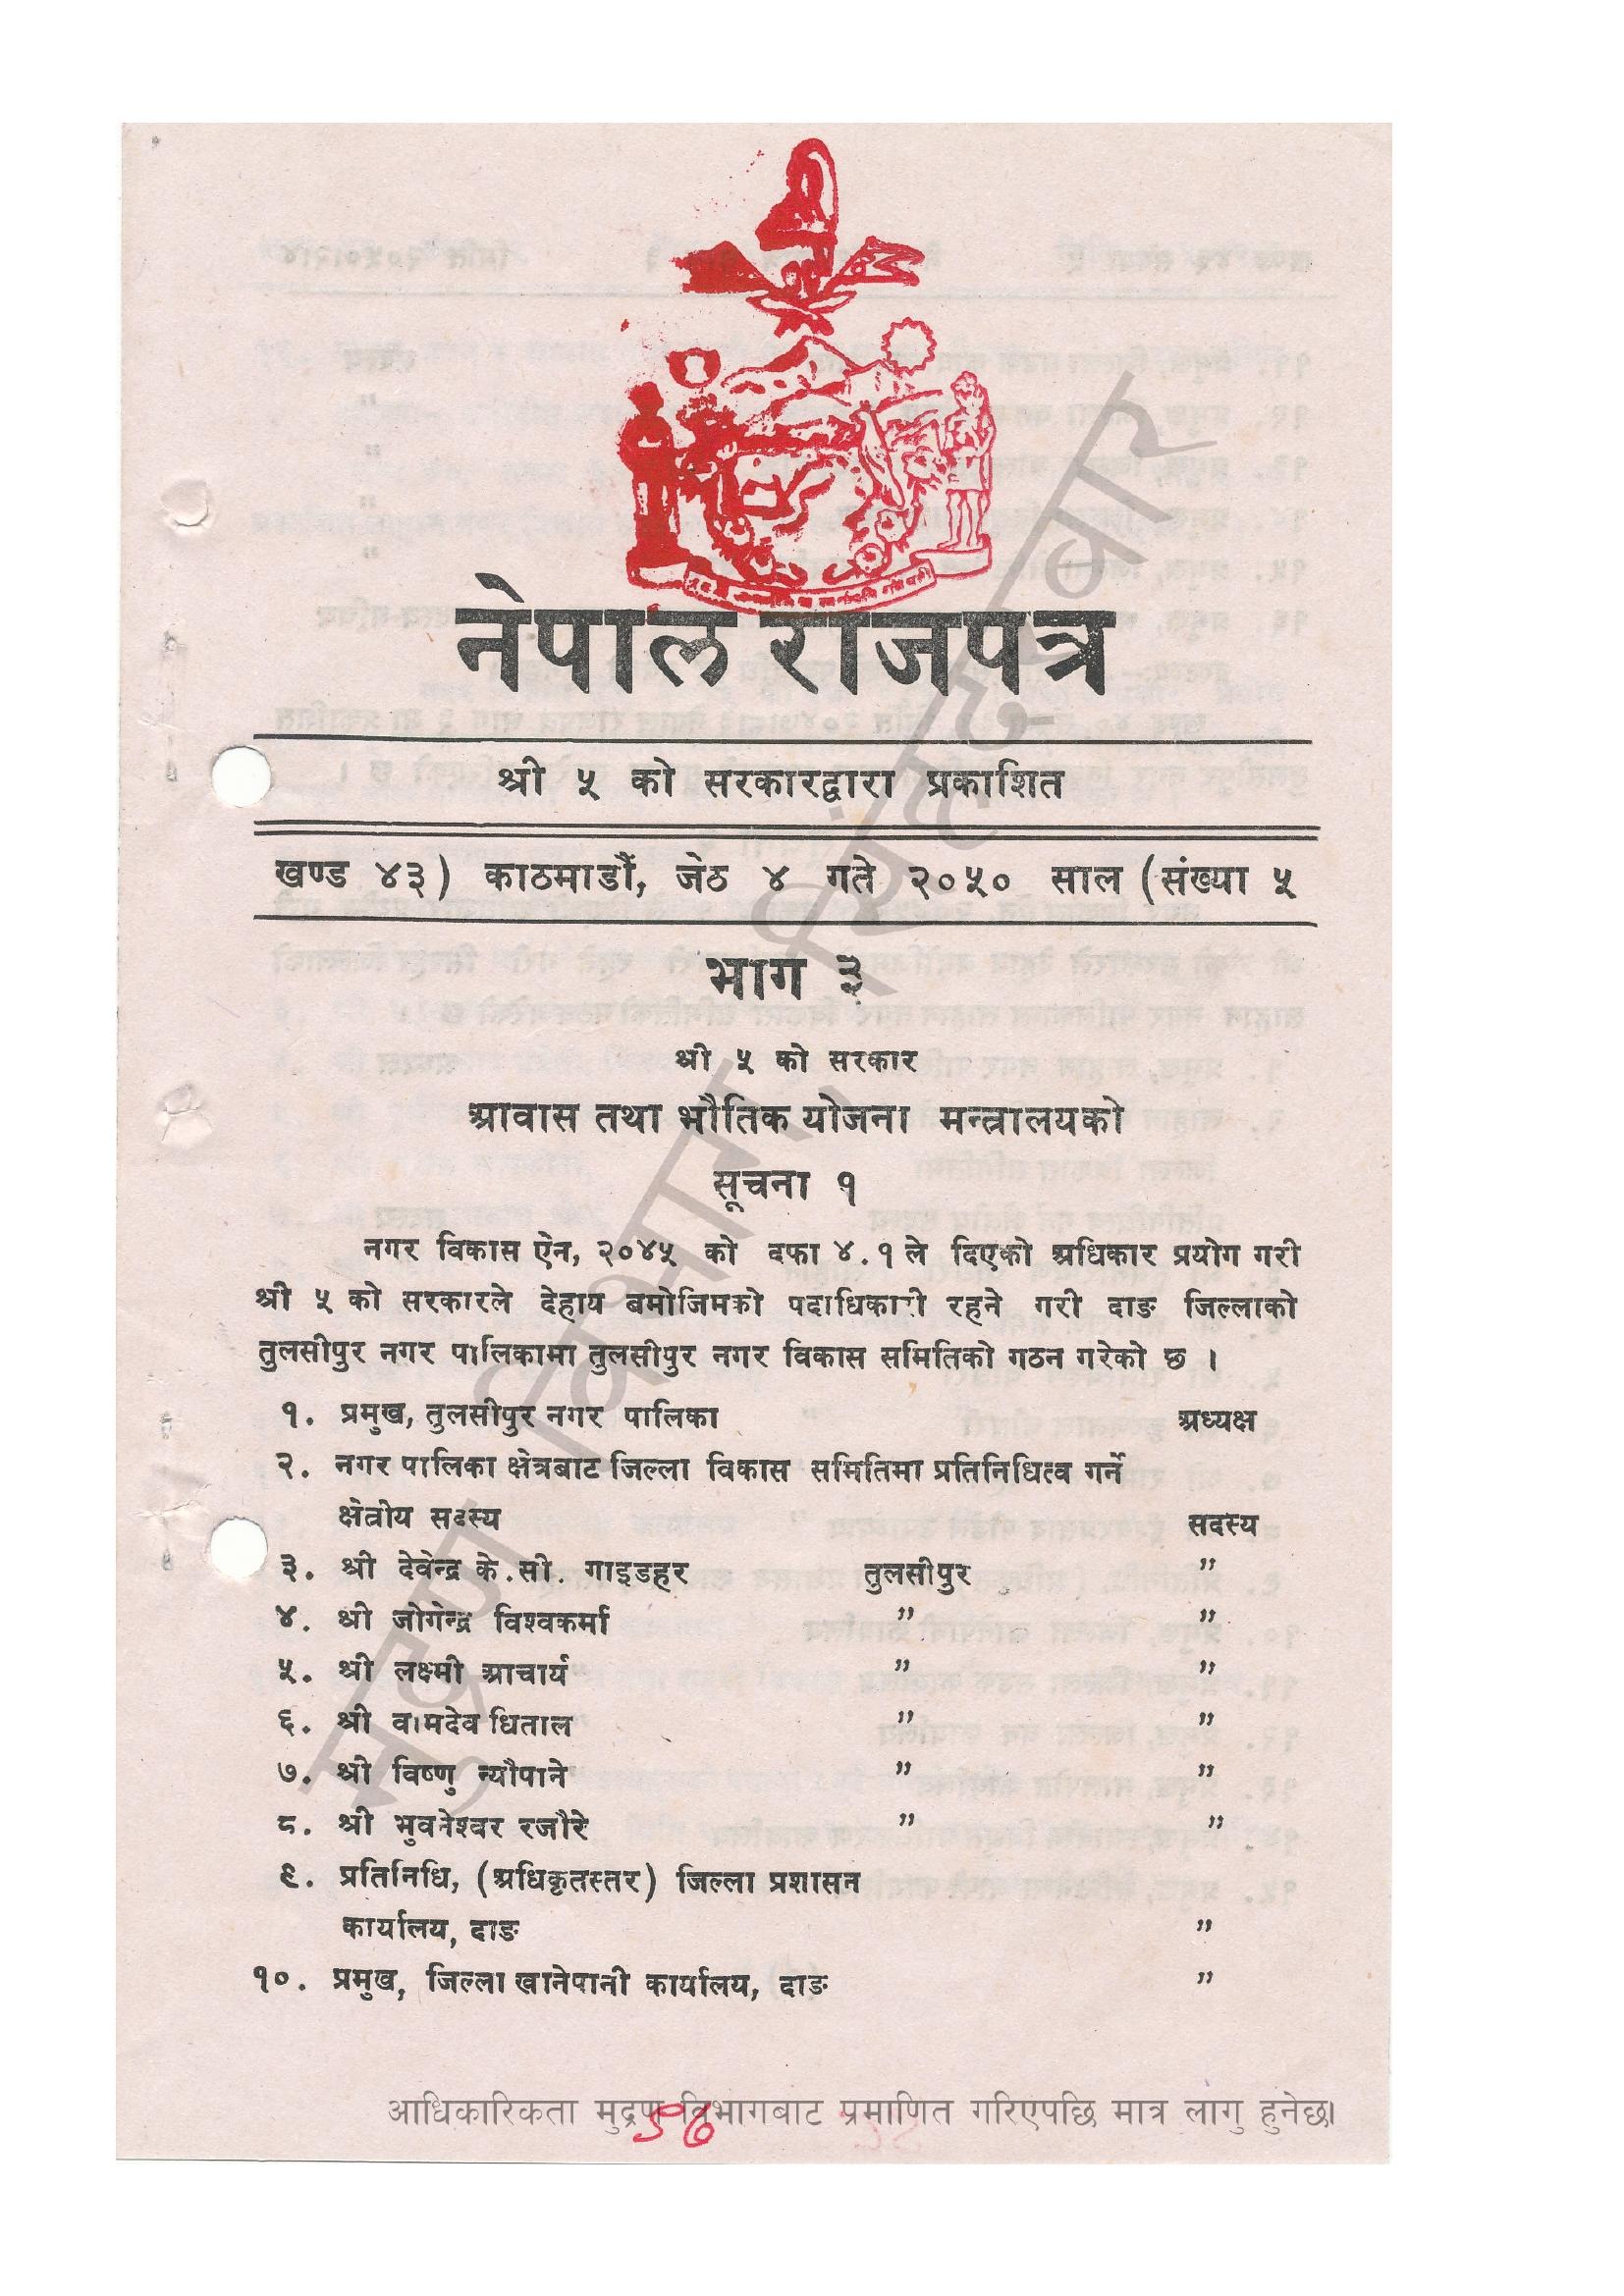 नेपाल राजपत्र
श्री ५ को सरकारद्वारा प्रकाशित
खण्ड ४३) काठमाडौं, जेठ ४ गते २०५० साल (संख्या ५
भाग ३
श्री ५ को सरकार
आवास तथा भौतिक योजना मन्त्रालयको
सूचना १
नगर विकास ऐन, २०४५ को दफा ४.१ ले दिएको अधिकार प्रयोग गरी
श्री ५ को सरकारले देहाय बमोजिमको पदाधिकारी रहने गरी दाङ जिल्लाको
तुलसीपुर नगर पालिकामा तुलसीपुर नगर विकास समितिको गठन गरेको छ ।
१. प्रमुख, तुलसीपुर नगर पालिका अध्यक्ष
२. नगर पालिका क्षेत्रबाट जिल्ला विकास समितिमा प्रतिनिधित्व गर्ने
क्षेत्रीय सदस्य सदस्य
३. श्री देवेन्द्र के.सी. गाइडहर तुलसीपुर "
४. श्री जोगेन्द्र विश्वकर्मा " "
५. श्री लक्ष्मी आचार्य " "
६. श्री वामदेव धिताल " "
७. श्री विष्णु न्यौपाने " "
८. श्री भुवनेश्वर रजौरे " "
९. प्रतिनिधि, (अधिकृतस्तर) जिल्ला प्रशासन
कार्यालय, दाङ "
१०. प्रमुख, जिल्ला खानेपानी कार्यालय, दाङ "
मुद्रण विभाग, सिंहदरवार
आधिकारिकता मुद्रण विभागबाट प्रमाणित गरिएपछि मात्र लागु हुनेछ।